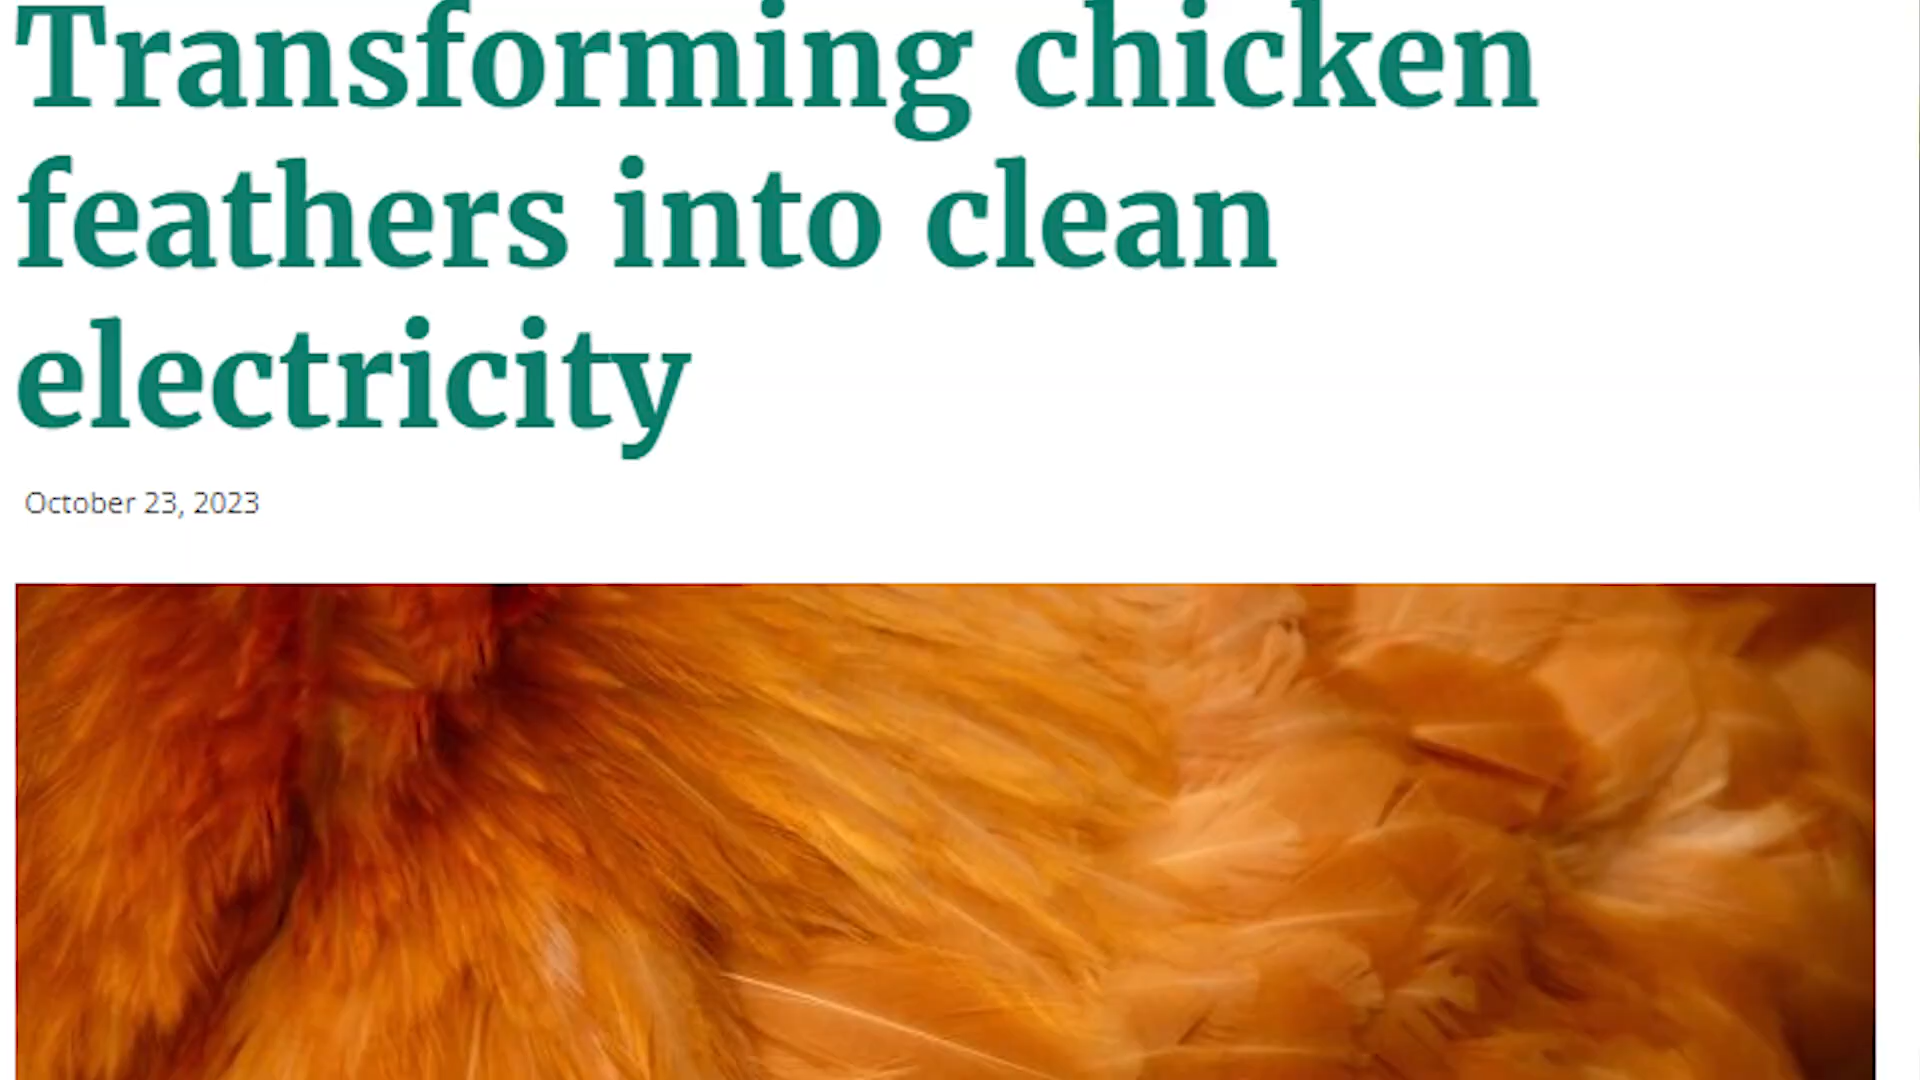 Transforming chicken
feathers into clean
electricity
October 23, 2023